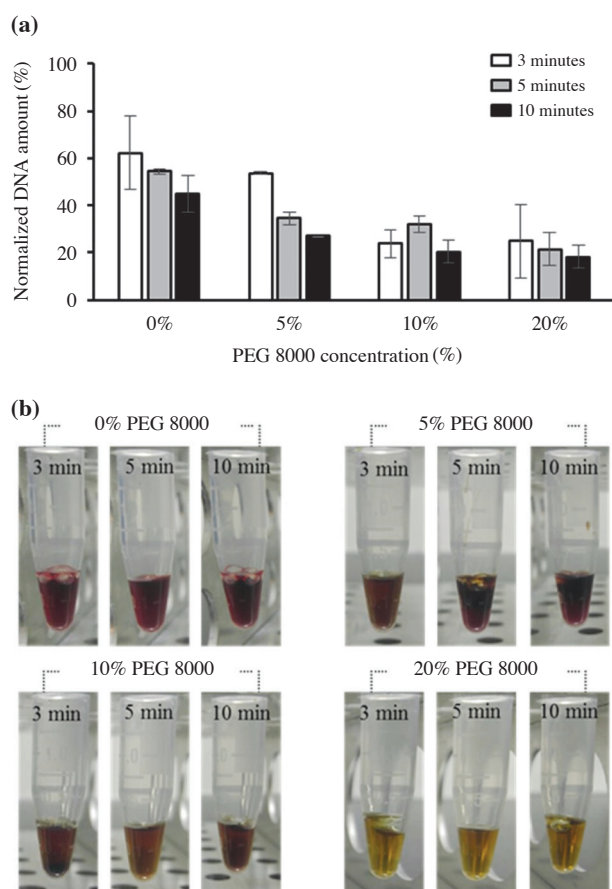 (a)
100
80
60
40
20
0
Normalized DNA amount (%)
3 minutes
5 minutes
10 minutes
0% 5% 10% 20%
PEG 8000 concentration (%)
(b)
0% PEG 8000
3 min 5 min 10 min
5% PEG 8000
3 min 5 min 10 min
10% PEG 8000
3 min 5 min 10 min
20% PEG 8000
3 min 5 min 10 min